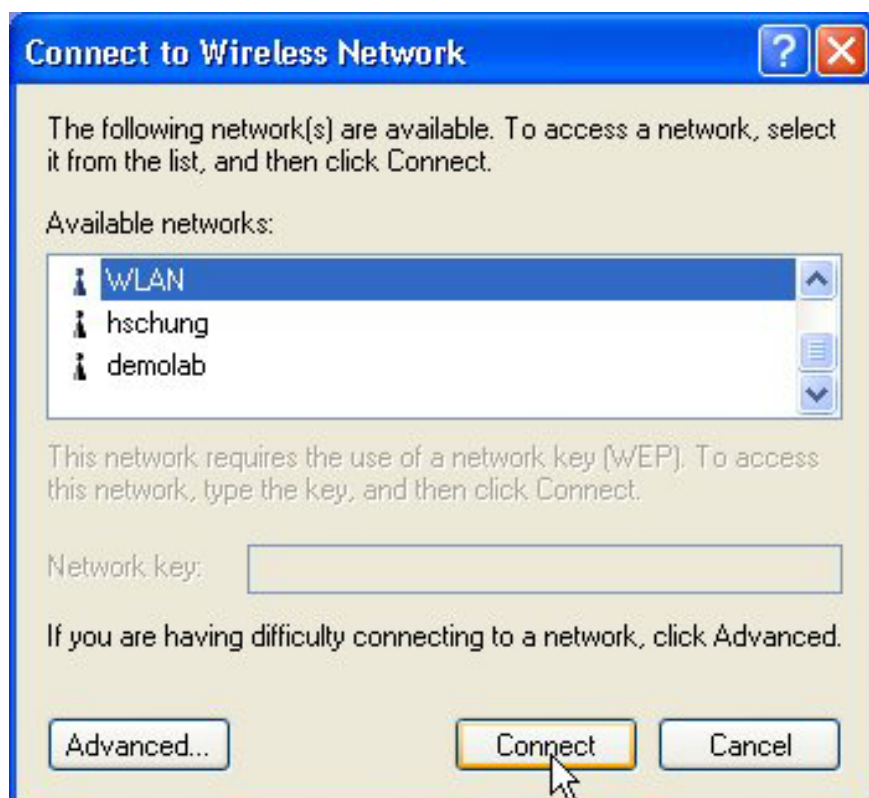 Connect to Wireless Network
The following network(s) are available. To access a network, select
it from the list, and then click Connect.
Available networks:
WLAN
hschung
demolab
This network requires the use of a network key (WEP). To access
this network, type the key, and then click Connect.
Network key:
If you are having difficulty connecting to a network, click Advanced.
Advanced... Connect Cancel